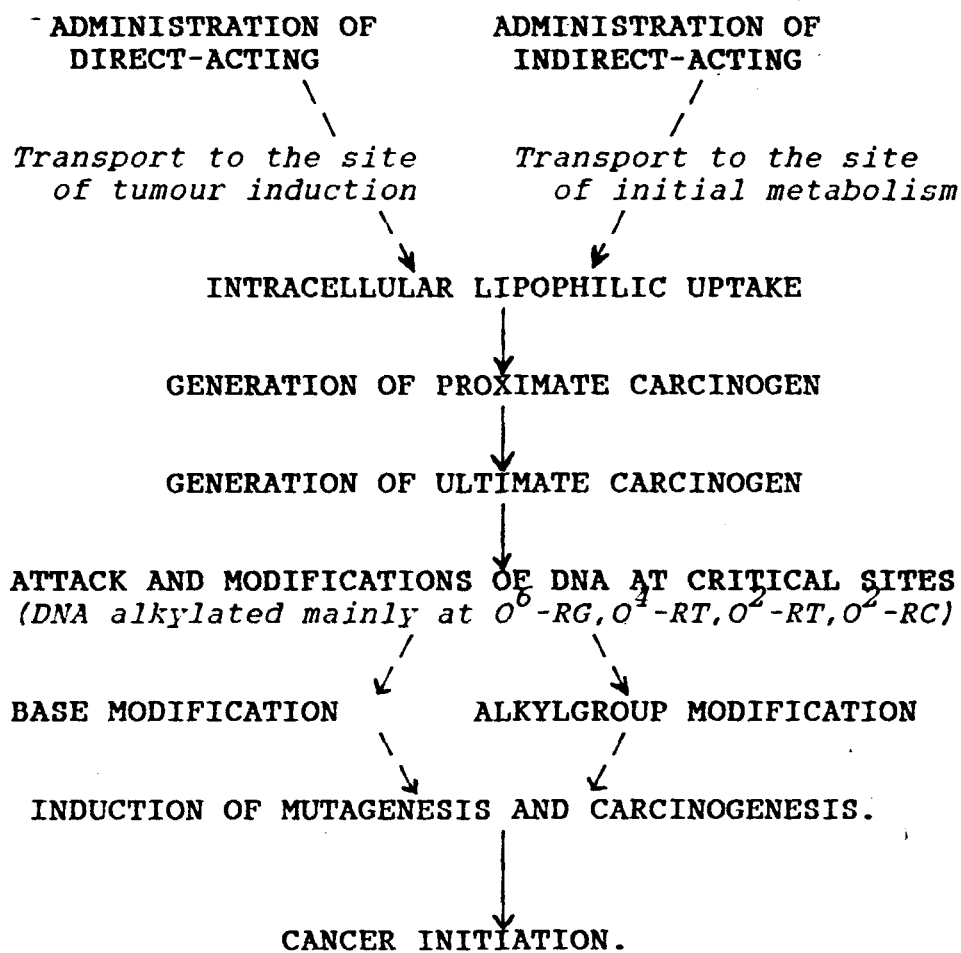 ADMINISTRATION OF ADMINISTRATION OF
DIRECT-ACTING INDIRECT-ACTING
Transport to the site Transport to the site
of tumour induction of initial metabolism
INTRACELLULAR LIPOPHILIC UPTAKE
GENERATION OF PROXIMATE CARCINOGEN
GENERATION OF ULTIMATE CARCINOGEN
ATTACK AND MODIFICATIONS OF DNA AT CRITICAL SITES
(DNA alkylated mainly at O⁶-RG,O⁴-RT,O²-RT,O²-RC)
BASE MODIFICATION ALKYLGROUP MODIFICATION
INDUCTION OF MUTAGENESIS AND CARCINOGENESIS.
CANCER INITIATION.